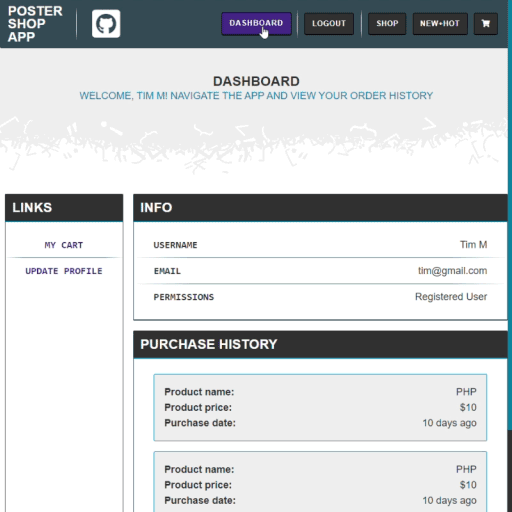 POSTER
SHOP
APP
DASHBOARD
LOGOUT
SHOP
NEW+HOT
DASHBOARD
WELCOME, TIM M! NAVIGATE THE APP AND VIEW YOUR ORDER HISTORY
LINKS
MY CART
UPDATE PROFILE
INFO
USERNAME Tim M
EMAIL tim@gmail.com
PERMISSIONS Registered User
PURCHASE HISTORY
Product name: PHP
Product price: $10
Purchase date: 10 days ago
Product name: PHP
Product price: $10
Purchase date: 10 days ago